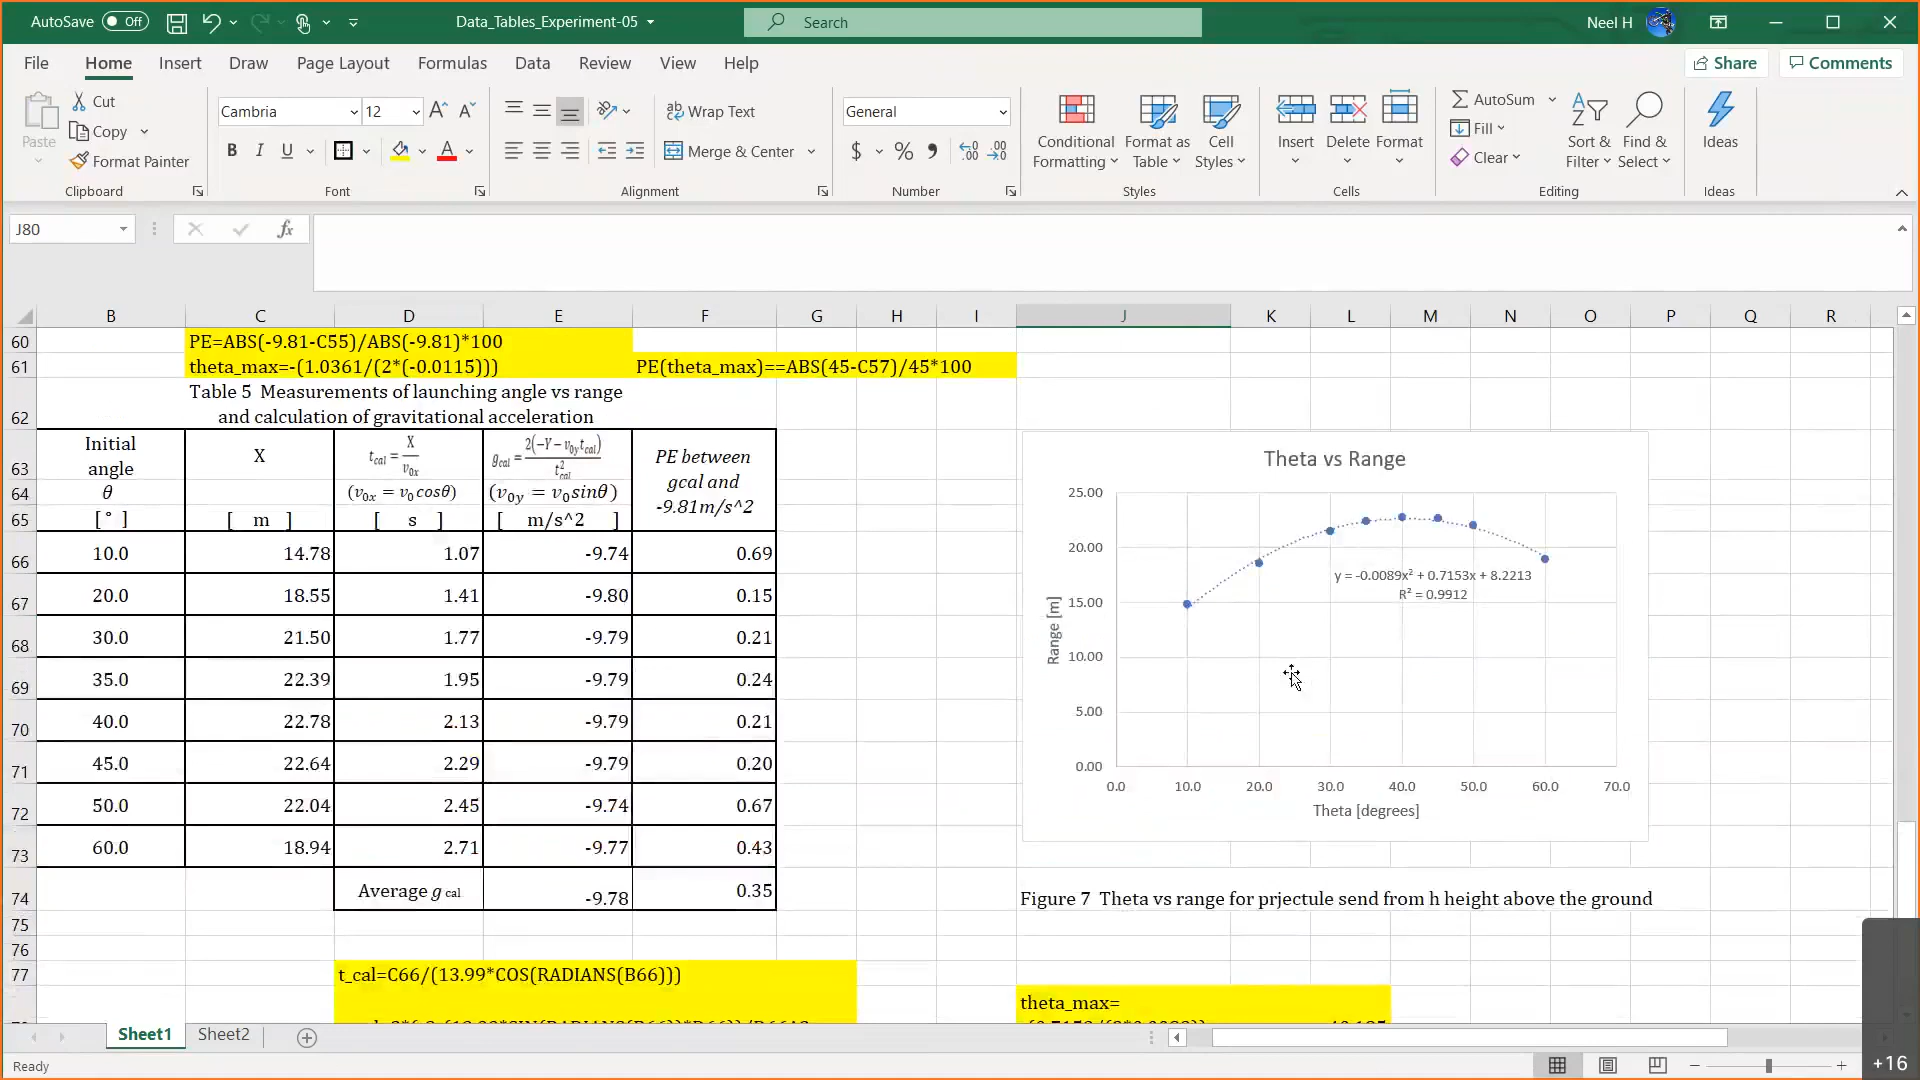 AutoSave Off
Data_Tables_Experiment-05
Search
Neel H
File Home Insert Draw Page Layout Formulas Data Review View Help
Share Comments
Paste
Cut
Copy
Format Painter
Clipboard
Cambria 12
B I U
Font
Wrap Text
Merge & Center
Alignment
General
$ % 9
Number
Conditional Formatting
Format as Table
Cell Styles
Styles
Insert Delete Format
Cells
AutoSum
Fill
Clear
Sort & Filter
Find & Select
Editing
Ideas
Ideas
J80
fx
B C D E F G H I J K L M N O P Q R
60 PE=ABS(-9.81-C55)/ABS(-9.81)*100
61 theta_max=-(1.0361/(2*(-0.0115))) PE(theta_max)==ABS(45-C57)/45*100
Table 5 Measurements of launching angle vs range
62 and calculation of gravitational acceleration
63 Initial angle X t_cal = X/v_0x g_cal = 2(-Y-v_0y t_cal)/t²_cal PE between
64 θ (v_0x = v_0cosθ) (v_0y = v_0sinθ) gcal and
65 [ ° ] [ m ] [ s ] [ m/s^2 ] -9.81m/s^2
66 10.0 14.78 1.07 -9.74 0.69
67 20.0 18.55 1.41 -9.80 0.15
68 30.0 21.50 1.77 -9.79 0.21
69 35.0 22.39 1.95 -9.79 0.24
70 40.0 22.78 2.13 -9.79 0.21
71 45.0 22.64 2.29 -9.79 0.20
72 50.0 22.04 2.45 -9.74 0.67
73 60.0 18.94 2.71 -9.77 0.43
74 Average g cal -9.78 0.35
75
76
77 t_cal=C66/(13.99*COS(RADIANS(B66)))
Theta vs Range
25.00
20.00
15.00
10.00
5.00
0.00
Range [m]
y = -0.0089x² + 0.7153x + 8.2213
R² = 0.9912
0.0 10.0 20.0 30.0 40.0 50.0 60.0 70.0
Theta [degrees]
Figure 7 Theta vs range for prjectule send from h height above the ground
theta_max=
Sheet1 Sheet2
Ready
+16